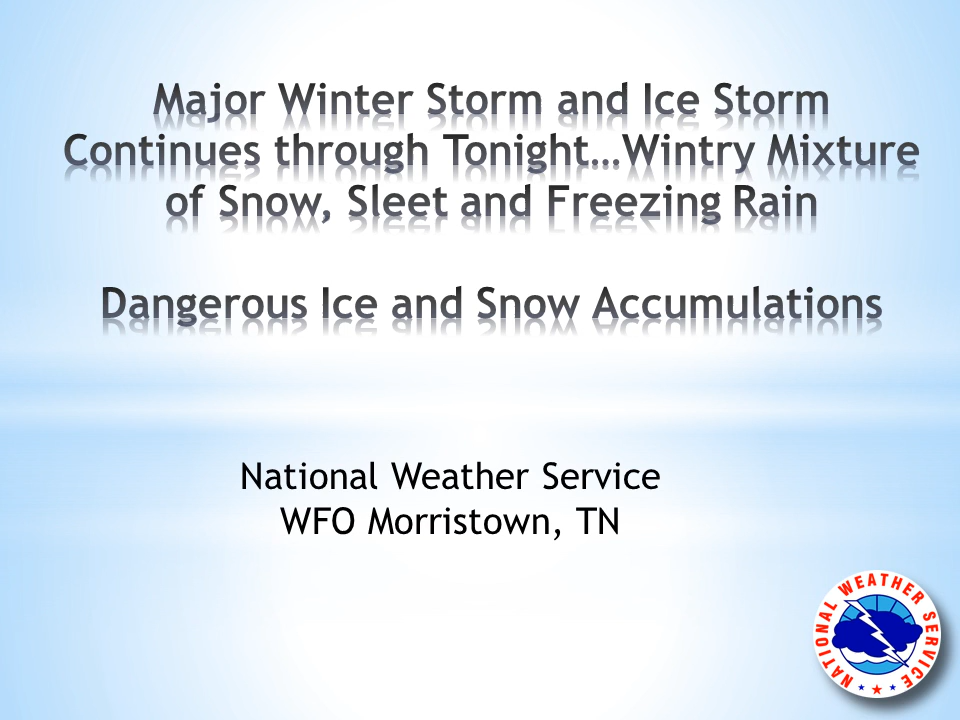 Major Winter Storm and Ice Storm
Continues through Tonight…Wintry Mixture
of Snow, Sleet and Freezing Rain
Dangerous Ice and Snow Accumulations
National Weather Service
WFO Morristown, TN
NATIONAL WEATHER SERVICE